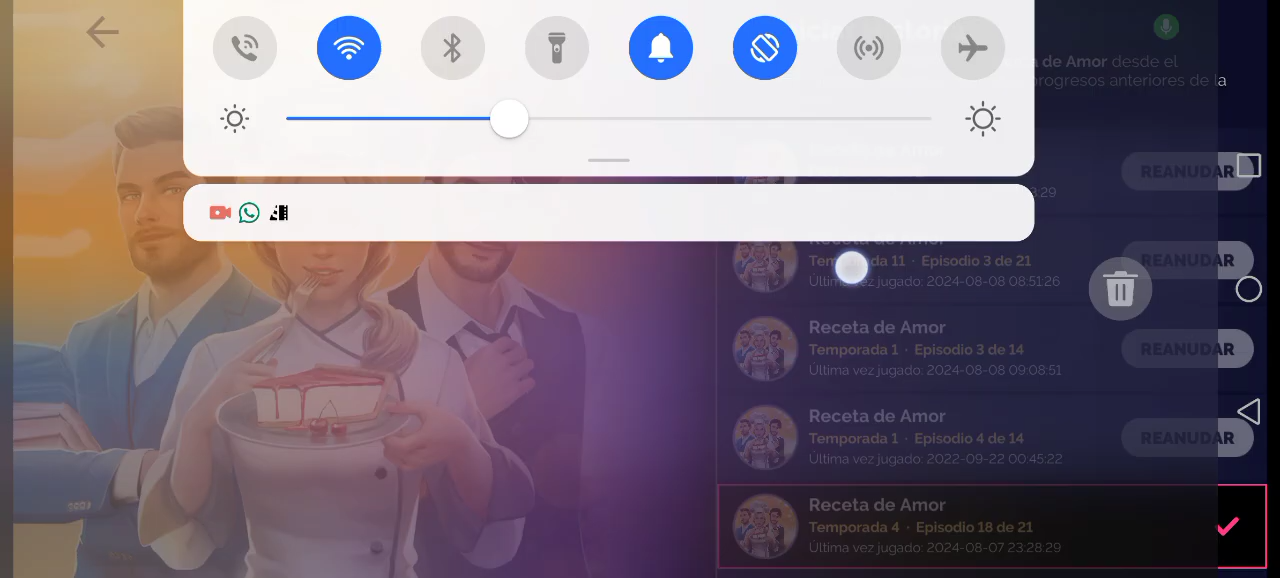 a de Amor desde el
progresos anteriores de la
3:29
REANUDAR
Receta de Amor
Temporada 11 · Episodio 3 de 21
Última vez jugado: 2024-08-08 08:51:26
REANUDAR
Receta de Amor
Temporada 1 · Episodio 3 de 14
Última vez jugado: 2024-08-08 09:08:51
REANUDAR
Receta de Amor
Temporada 1 · Episodio 4 de 14
Última vez jugado: 2022-09-22 00:45:22
REANUDAR
Receta de Amor
Temporada 4 · Episodio 18 de 21
Última vez jugado: 2024-08-07 23:28:29